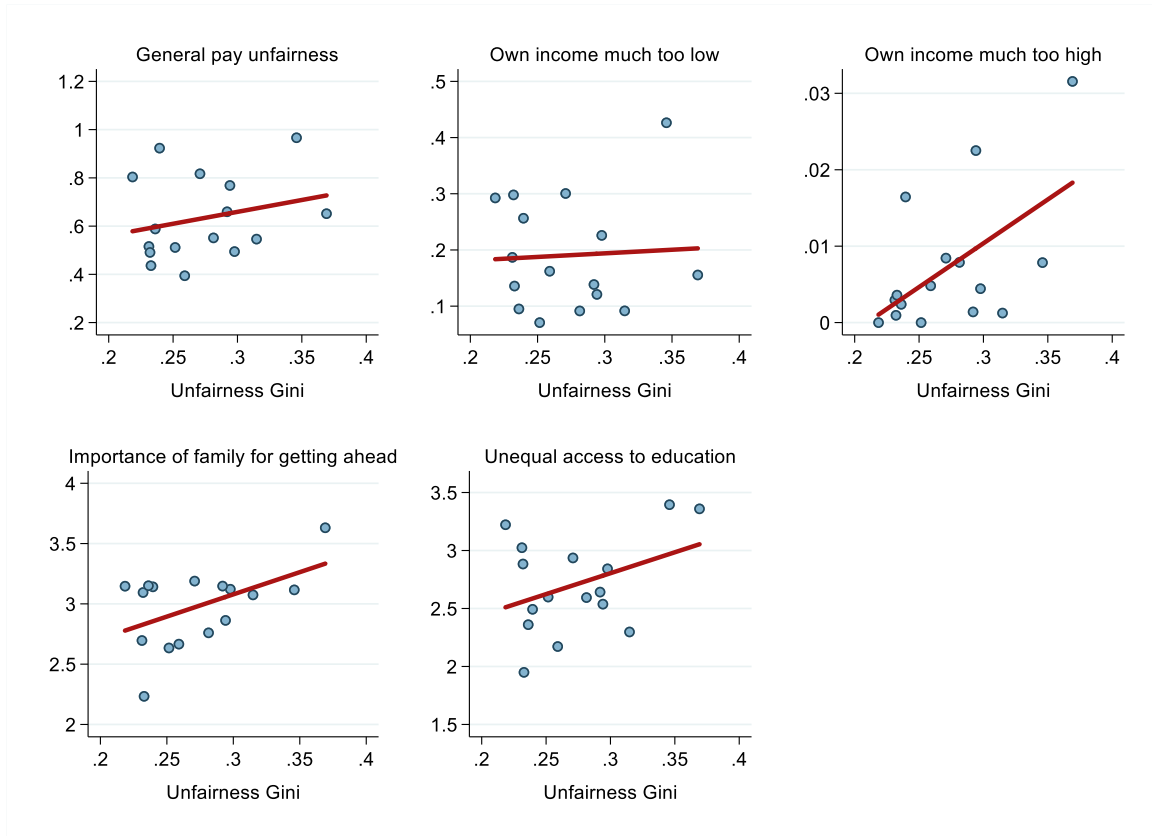 General pay unfairness
1.2
1
.8
.6
.4
.2
.2 .25 .3 .35 .4
Unfairness Gini
Own income much too low
.5
.4
.3
.2
.1
.2 .25 .3 .35 .4
Unfairness Gini
Own income much too high
.03
.02
.01
0
.2 .25 .3 .35 .4
Unfairness Gini
Importance of family for getting ahead
4
3.5
3
2.5
2
.2 .25 .3 .35 .4
Unfairness Gini
Unequal access to education
3.5
3
2.5
2
1.5
.2 .25 .3 .35 .4
Unfairness Gini